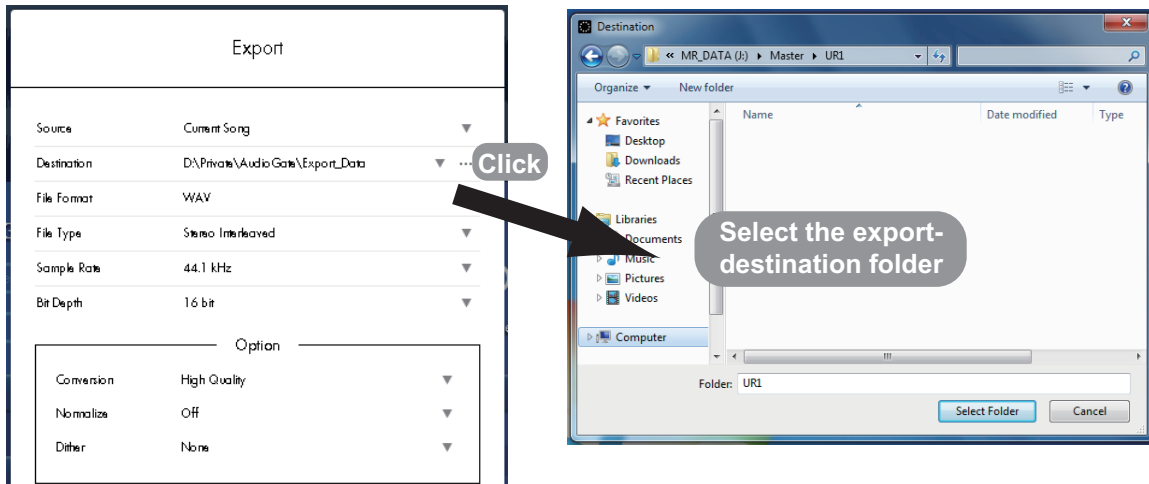 Export
Source Current Song
Destination D:\Private\AudioGate\Export_Data ...
File Format WAV
File Type Stereo Interleaved
Sample Rate 44.1 kHz
Bit Depth 16 bit
Option
Conversion High Quality
Normalize Off
Dither None
Click
Destination
« MR_DATA (J:) Master UR1
Organize New folder
Name Date modified Type
Favorites
Desktop
Downloads
Recent Places
Libraries
Documents
Music
Pictures
Videos
Computer
Select the export-
destination folder
Folder: UR1
Select Folder Cancel